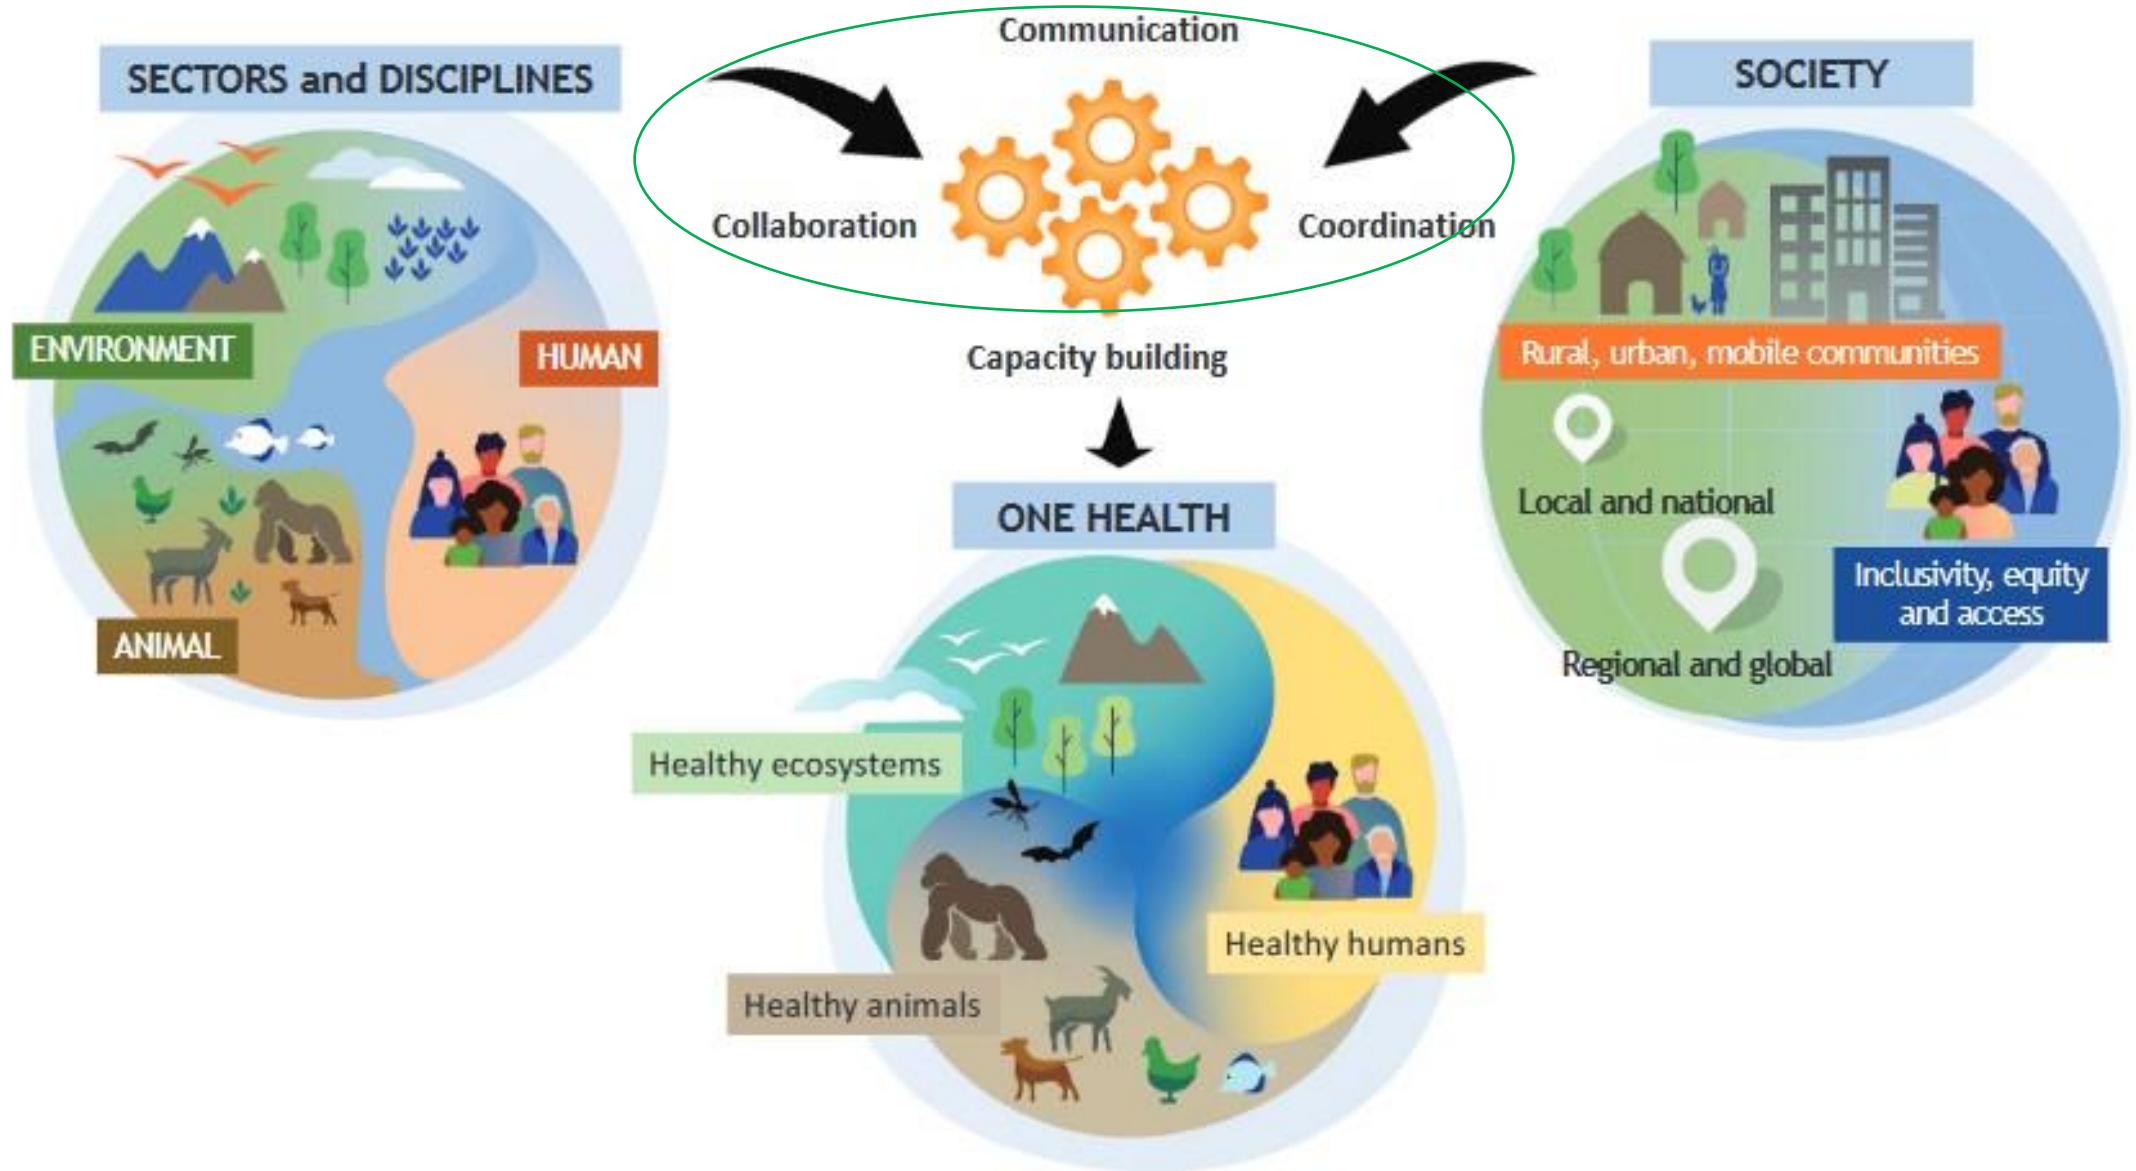 Communication
SECTORS and DISCIPLINES
SOCIETY
Collaboration
Coordination
ENVIRONMENT
HUMAN
Capacity building
Rural, urban, mobile communities
Local and national
ONE HEALTH
Inclusivity, equity
and access
ANIMAL
Regional and global
Healthy ecosystems
Healthy humans
Healthy animals